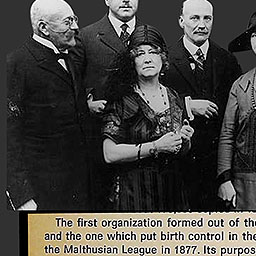 The first organization formed out of the
and the one which put birth control in the
the Malthusian League in 1877. Its purpos